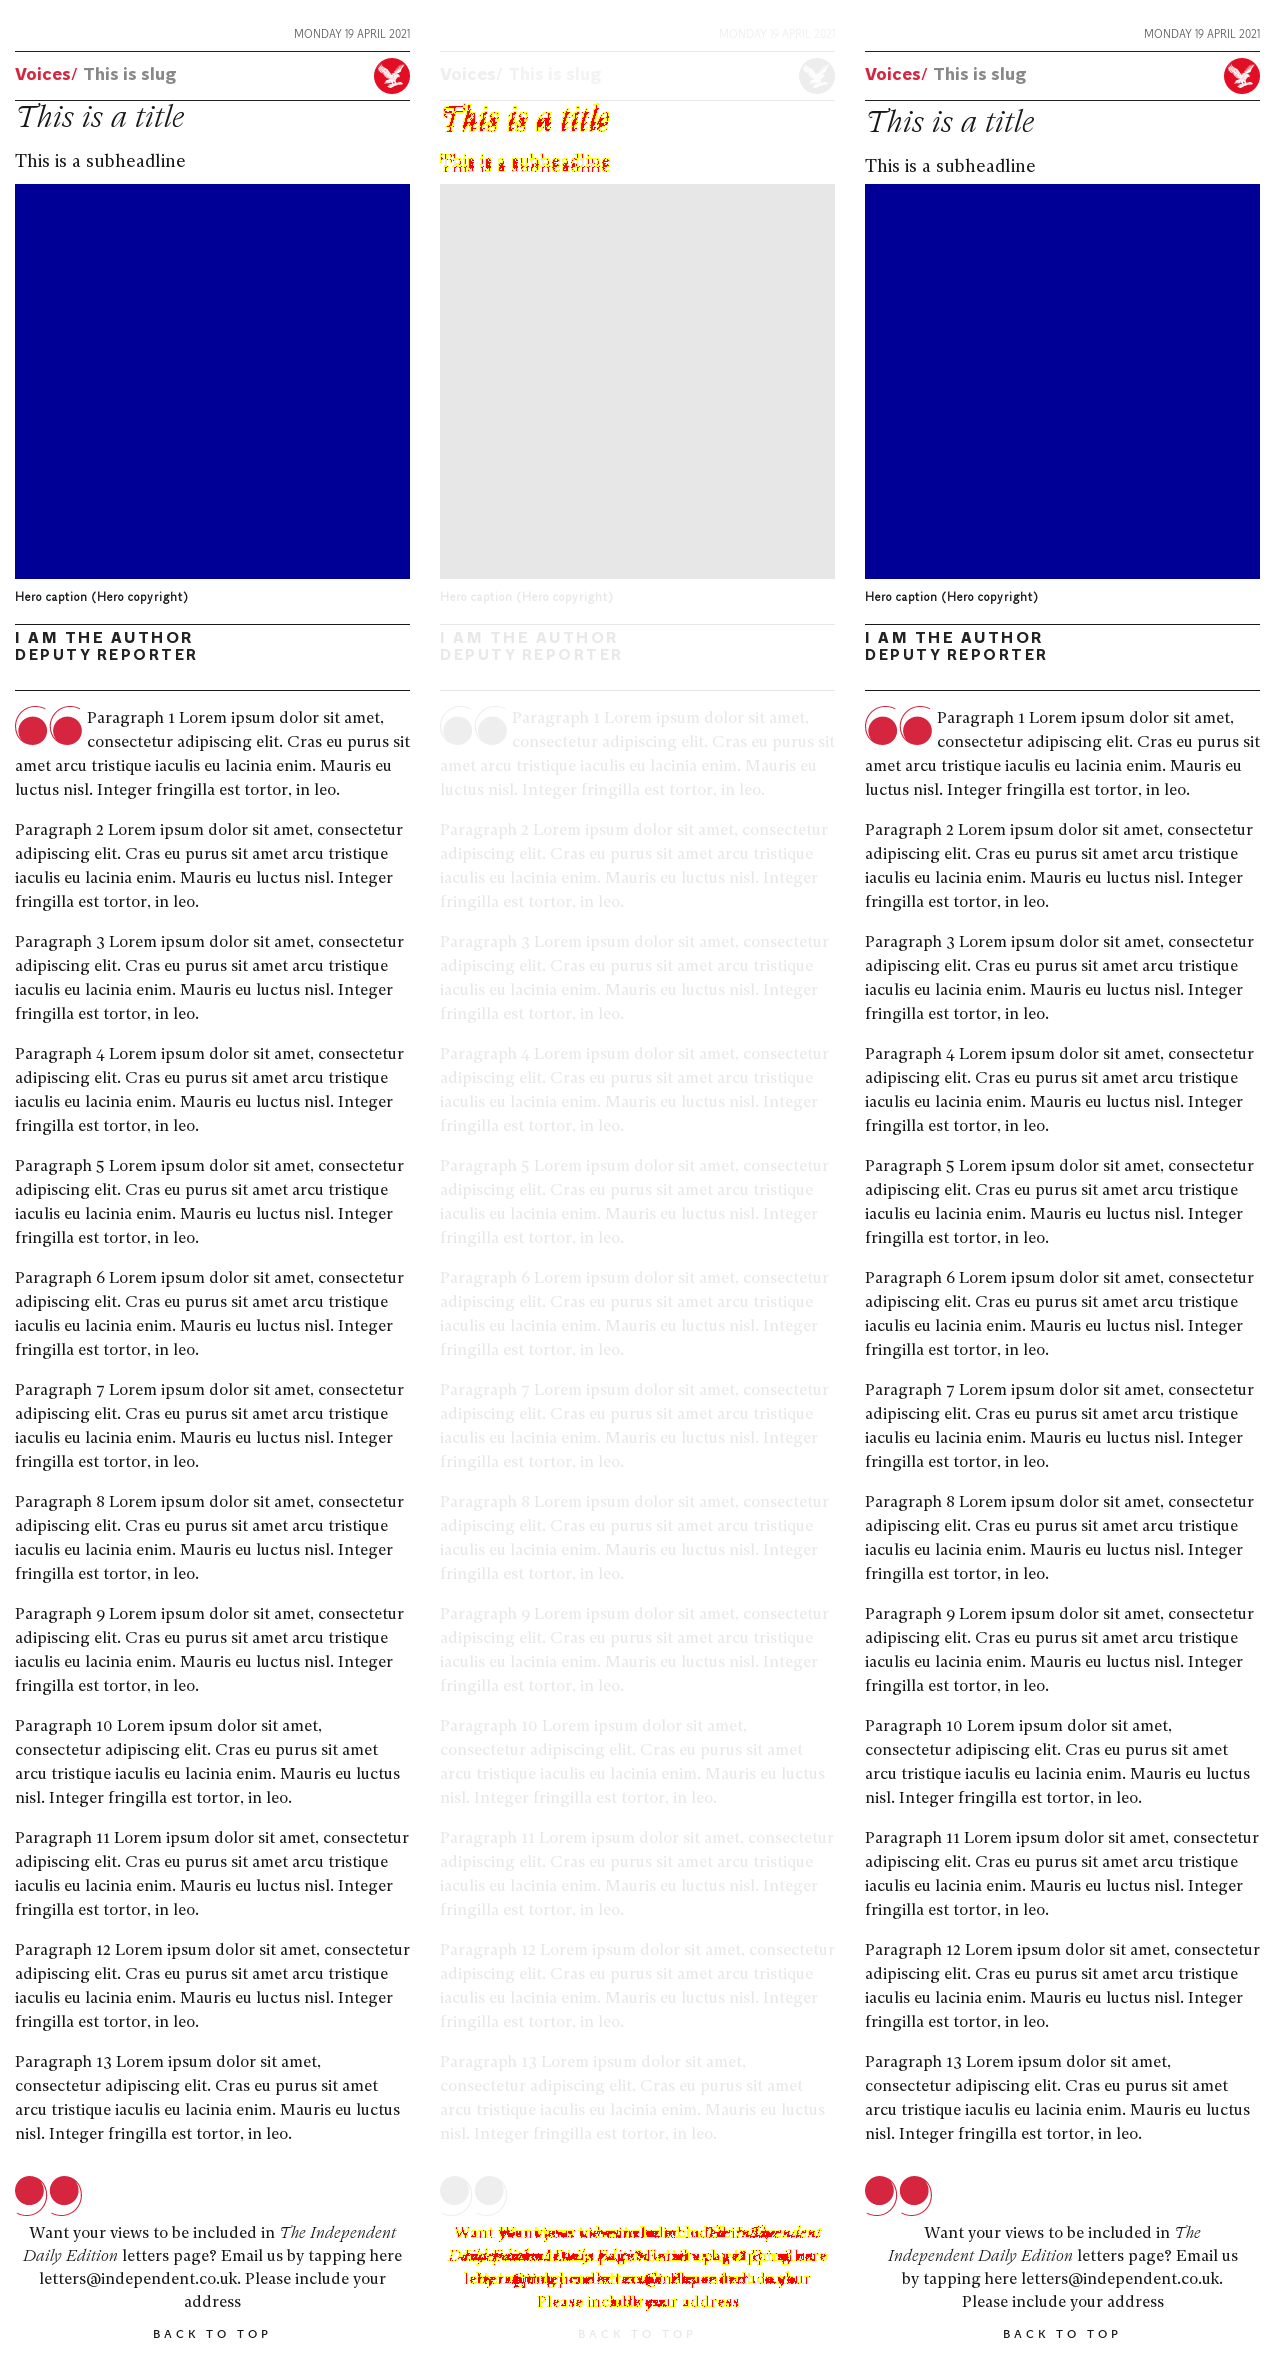 MONDAY 19 APRIL 2021
Voices/ This is slug
This is a title
This is a subheadline
Hero caption (Hero copyright)
I AM THE AUTHOR
DEPUTY REPORTER
Paragraph 1 Lorem ipsum dolor sit amet,
consectetur adipiscing elit. Cras eu purus sit
amet arcu tristique iaculis eu lacinia enim. Mauris eu
luctus nisl. Integer fringilla est tortor, in leo.
Paragraph 2 Lorem ipsum dolor sit amet, consectetur
adipiscing elit. Cras eu purus sit amet arcu tristique
iaculis eu lacinia enim. Mauris eu luctus nisl. Integer
fringilla est tortor, in leo.
Paragraph 3 Lorem ipsum dolor sit amet, consectetur
adipiscing elit. Cras eu purus sit amet arcu tristique
iaculis eu lacinia enim. Mauris eu luctus nisl. Integer
fringilla est tortor, in leo.
Paragraph 4 Lorem ipsum dolor sit amet, consectetur
adipiscing elit. Cras eu purus sit amet arcu tristique
iaculis eu lacinia enim. Mauris eu luctus nisl. Integer
fringilla est tortor, in leo.
Paragraph 5 Lorem ipsum dolor sit amet, consectetur
adipiscing elit. Cras eu purus sit amet arcu tristique
iaculis eu lacinia enim. Mauris eu luctus nisl. Integer
fringilla est tortor, in leo.
Paragraph 6 Lorem ipsum dolor sit amet, consectetur
adipiscing elit. Cras eu purus sit amet arcu tristique
iaculis eu lacinia enim. Mauris eu luctus nisl. Integer
fringilla est tortor, in leo.
Paragraph 7 Lorem ipsum dolor sit amet, consectetur
adipiscing elit. Cras eu purus sit amet arcu tristique
iaculis eu lacinia enim. Mauris eu luctus nisl. Integer
fringilla est tortor, in leo.
Paragraph 8 Lorem ipsum dolor sit amet, consectetur
adipiscing elit. Cras eu purus sit amet arcu tristique
iaculis eu lacinia enim. Mauris eu luctus nisl. Integer
fringilla est tortor, in leo.
Paragraph 9 Lorem ipsum dolor sit amet, consectetur
adipiscing elit. Cras eu purus sit amet arcu tristique
iaculis eu lacinia enim. Mauris eu luctus nisl. Integer
fringilla est tortor, in leo.
Paragraph 10 Lorem ipsum dolor sit amet,
consectetur adipiscing elit. Cras eu purus sit amet
arcu tristique iaculis eu lacinia enim. Mauris eu luctus
nisl. Integer fringilla est tortor, in leo.
Paragraph 11 Lorem ipsum dolor sit amet, consectetur
adipiscing elit. Cras eu purus sit amet arcu tristique
iaculis eu lacinia enim. Mauris eu luctus nisl. Integer
fringilla est tortor, in leo.
Paragraph 12 Lorem ipsum dolor sit amet, consectetur
adipiscing elit. Cras eu purus sit amet arcu tristique
iaculis eu lacinia enim. Mauris eu luctus nisl. Integer
fringilla est tortor, in leo.
Paragraph 13 Lorem ipsum dolor sit amet,
consectetur adipiscing elit. Cras eu purus sit amet
arcu tristique iaculis eu lacinia enim. Mauris eu luctus
nisl. Integer fringilla est tortor, in leo.
Want your views to be included in The Independent
Daily Edition letters page? Email us by tapping here
letters@independent.co.uk. Please include your
address
BACK TO TOP
MONDAY 19 APRIL 2021
Voices/ This is slug
This is a title
This is a subheadline
Hero caption (Hero copyright)
I AM THE AUTHOR
DEPUTY REPORTER
Paragraph 1 Lorem ipsum dolor sit amet,
consectetur adipiscing elit. Cras eu purus sit
amet arcu tristique iaculis eu lacinia enim. Mauris eu
luctus nisl. Integer fringilla est tortor, in leo.
Paragraph 2 Lorem ipsum dolor sit amet, consectetur
adipiscing elit. Cras eu purus sit amet arcu tristique
iaculis eu lacinia enim. Mauris eu luctus nisl. Integer
fringilla est tortor, in leo.
Paragraph 3 Lorem ipsum dolor sit amet, consectetur
adipiscing elit. Cras eu purus sit amet arcu tristique
iaculis eu lacinia enim. Mauris eu luctus nisl. Integer
fringilla est tortor, in leo.
Paragraph 4 Lorem ipsum dolor sit amet, consectetur
adipiscing elit. Cras eu purus sit amet arcu tristique
iaculis eu lacinia enim. Mauris eu luctus nisl. Integer
fringilla est tortor, in leo.
Paragraph 5 Lorem ipsum dolor sit amet, consectetur
adipiscing elit. Cras eu purus sit amet arcu tristique
iaculis eu lacinia enim. Mauris eu luctus nisl. Integer
fringilla est tortor, in leo.
Paragraph 6 Lorem ipsum dolor sit amet, consectetur
adipiscing elit. Cras eu purus sit amet arcu tristique
iaculis eu lacinia enim. Mauris eu luctus nisl. Integer
fringilla est tortor, in leo.
Paragraph 7 Lorem ipsum dolor sit amet, consectetur
adipiscing elit. Cras eu purus sit amet arcu tristique
iaculis eu lacinia enim. Mauris eu luctus nisl. Integer
fringilla est tortor, in leo.
Paragraph 8 Lorem ipsum dolor sit amet, consectetur
adipiscing elit. Cras eu purus sit amet arcu tristique
iaculis eu lacinia enim. Mauris eu luctus nisl. Integer
fringilla est tortor, in leo.
Paragraph 9 Lorem ipsum dolor sit amet, consectetur
adipiscing elit. Cras eu purus sit amet arcu tristique
iaculis eu lacinia enim. Mauris eu luctus nisl. Integer
fringilla est tortor, in leo.
Paragraph 10 Lorem ipsum dolor sit amet,
consectetur adipiscing elit. Cras eu purus sit amet
arcu tristique iaculis eu lacinia enim. Mauris eu luctus
nisl. Integer fringilla est tortor, in leo.
Paragraph 11 Lorem ipsum dolor sit amet, consectetur
adipiscing elit. Cras eu purus sit amet arcu tristique
iaculis eu lacinia enim. Mauris eu luctus nisl. Integer
fringilla est tortor, in leo.
Paragraph 12 Lorem ipsum dolor sit amet, consectetur
adipiscing elit. Cras eu purus sit amet arcu tristique
iaculis eu lacinia enim. Mauris eu luctus nisl. Integer
fringilla est tortor, in leo.
Paragraph 13 Lorem ipsum dolor sit amet,
consectetur adipiscing elit. Cras eu purus sit amet
arcu tristique iaculis eu lacinia enim. Mauris eu luctus
nisl. Integer fringilla est tortor, in leo.
BACK TO TOP
MONDAY 19 APRIL 2021
Voices/ This is slug
This is a title
This is a subheadline
Hero caption (Hero copyright)
I AM THE AUTHOR
DEPUTY REPORTER
Paragraph 1 Lorem ipsum dolor sit amet,
consectetur adipiscing elit. Cras eu purus sit
amet arcu tristique iaculis eu lacinia enim. Mauris eu
luctus nisl. Integer fringilla est tortor, in leo.
Paragraph 2 Lorem ipsum dolor sit amet, consectetur
adipiscing elit. Cras eu purus sit amet arcu tristique
iaculis eu lacinia enim. Mauris eu luctus nisl. Integer
fringilla est tortor, in leo.
Paragraph 3 Lorem ipsum dolor sit amet, consectetur
adipiscing elit. Cras eu purus sit amet arcu tristique
iaculis eu lacinia enim. Mauris eu luctus nisl. Integer
fringilla est tortor, in leo.
Paragraph 4 Lorem ipsum dolor sit amet, consectetur
adipiscing elit. Cras eu purus sit amet arcu tristique
iaculis eu lacinia enim. Mauris eu luctus nisl. Integer
fringilla est tortor, in leo.
Paragraph 5 Lorem ipsum dolor sit amet, consectetur
adipiscing elit. Cras eu purus sit amet arcu tristique
iaculis eu lacinia enim. Mauris eu luctus nisl. Integer
fringilla est tortor, in leo.
Paragraph 6 Lorem ipsum dolor sit amet, consectetur
adipiscing elit. Cras eu purus sit amet arcu tristique
iaculis eu lacinia enim. Mauris eu luctus nisl. Integer
fringilla est tortor, in leo.
Paragraph 7 Lorem ipsum dolor sit amet, consectetur
adipiscing elit. Cras eu purus sit amet arcu tristique
iaculis eu lacinia enim. Mauris eu luctus nisl. Integer
fringilla est tortor, in leo.
Paragraph 8 Lorem ipsum dolor sit amet, consectetur
adipiscing elit. Cras eu purus sit amet arcu tristique
iaculis eu lacinia enim. Mauris eu luctus nisl. Integer
fringilla est tortor, in leo.
Paragraph 9 Lorem ipsum dolor sit amet, consectetur
adipiscing elit. Cras eu purus sit amet arcu tristique
iaculis eu lacinia enim. Mauris eu luctus nisl. Integer
fringilla est tortor, in leo.
Paragraph 10 Lorem ipsum dolor sit amet,
consectetur adipiscing elit. Cras eu purus sit amet
arcu tristique iaculis eu lacinia enim. Mauris eu luctus
nisl. Integer fringilla est tortor, in leo.
Paragraph 11 Lorem ipsum dolor sit amet, consectetur
adipiscing elit. Cras eu purus sit amet arcu tristique
iaculis eu lacinia enim. Mauris eu luctus nisl. Integer
fringilla est tortor, in leo.
Paragraph 12 Lorem ipsum dolor sit amet, consectetur
adipiscing elit. Cras eu purus sit amet arcu tristique
iaculis eu lacinia enim. Mauris eu luctus nisl. Integer
fringilla est tortor, in leo.
Paragraph 13 Lorem ipsum dolor sit amet,
consectetur adipiscing elit. Cras eu purus sit amet
arcu tristique iaculis eu lacinia enim. Mauris eu luctus
nisl. Integer fringilla est tortor, in leo.
Want your views to be included in The
Independent Daily Edition letters page? Email us
by tapping here letters@independent.co.uk.
Please include your address
BACK TO TOP